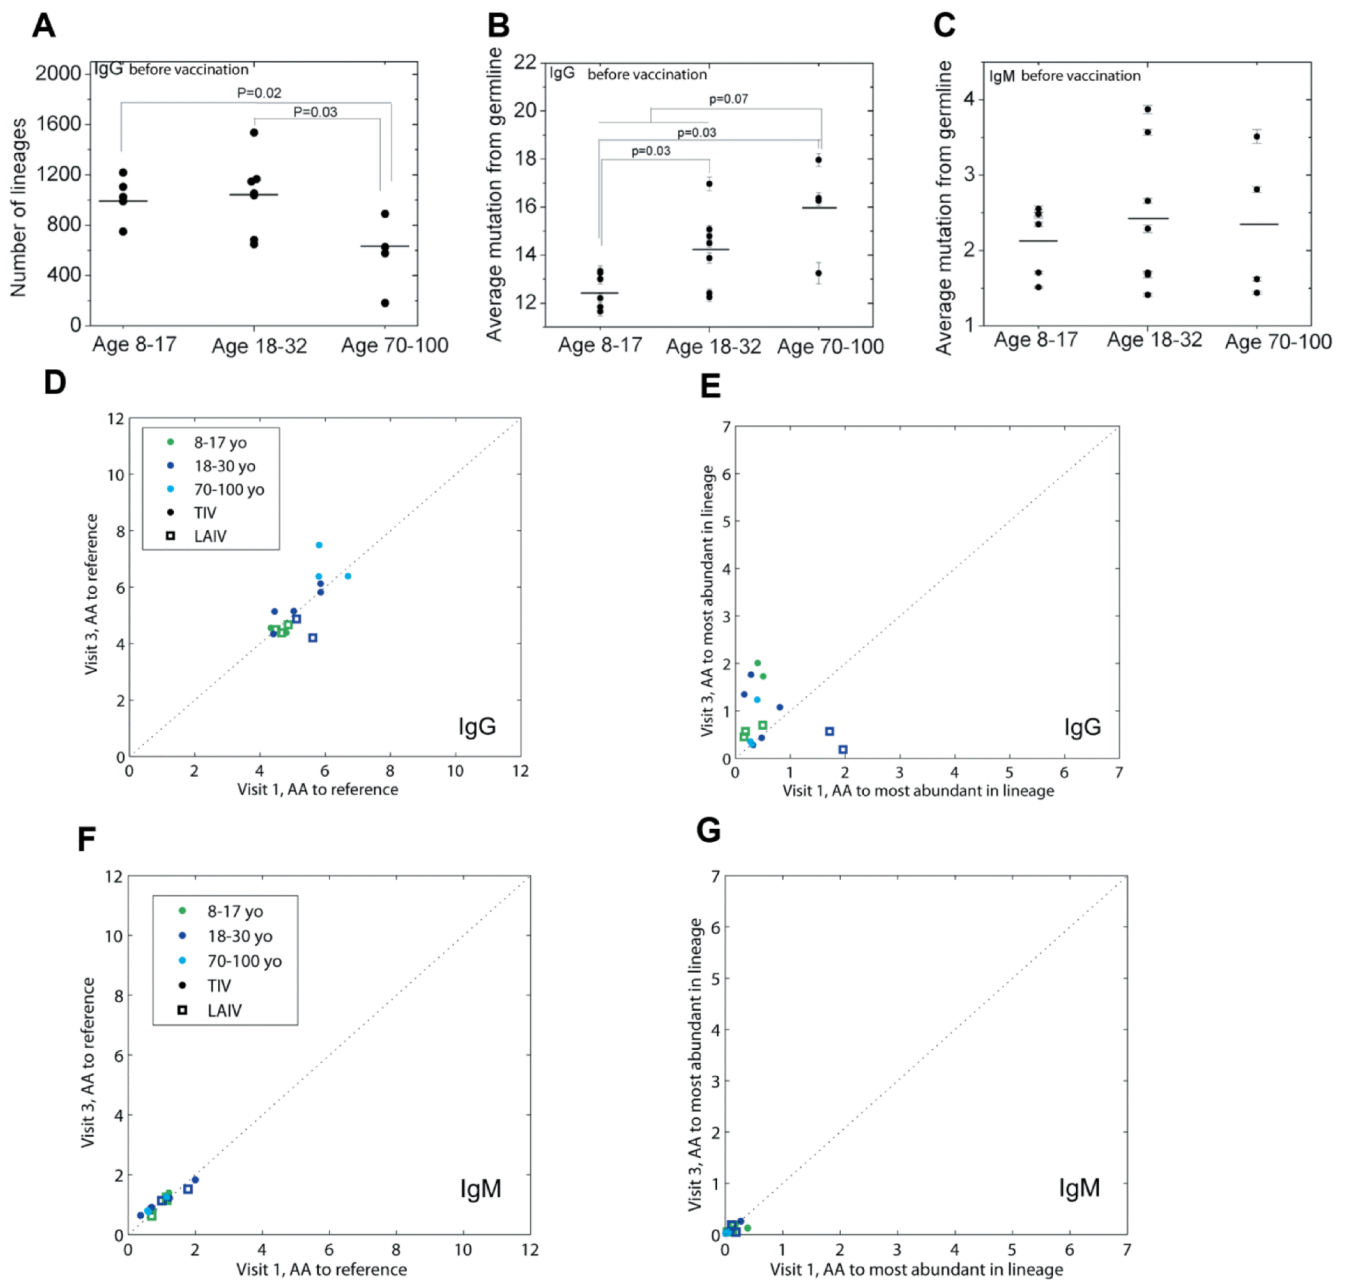 A
B
C
IgG before vaccination
P=0.02
P=0.03
Number of lineages
2000
1600
1200
800
400
0
Age 8-17
Age 18-32
Age 70-100
IgG before vaccination
p=0.07
p=0.03
p=0.03
Average mutation from germline
22
20
18
16
14
12
Age 8-17
Age 18-32
Age 70-100
IgM before vaccination
Average mutation from germline
4
3
2
1
Age 8-17
Age 18-32
Age 70-100
D
12
10
8
6
4
2
0
8-17 yo
18-30 yo
70-100 yo
TIV
LAIV
Visit 3, AA to reference
IgG
0 2 4 6 8 10 12
Visit 1, AA to reference
E
7
6
5
4
3
2
1
0
Visit 3, AA to most abundant in lineage
IgG
0 1 2 3 4 5 6 7
Visit 1, AA to most abundant in lineage
F
12
10
8
6
4
2
0
8-17 yo
18-30 yo
70-100 yo
TIV
LAIV
Visit 3, AA to reference
IgM
0 2 4 6 8 10 12
Visit 1, AA to reference
G
7
6
5
4
3
2
1
0
Visit 3, AA to most abundant in lineage
IgM
0 1 2 3 4 5 6 7
Visit 1, AA to most abundant in lineage